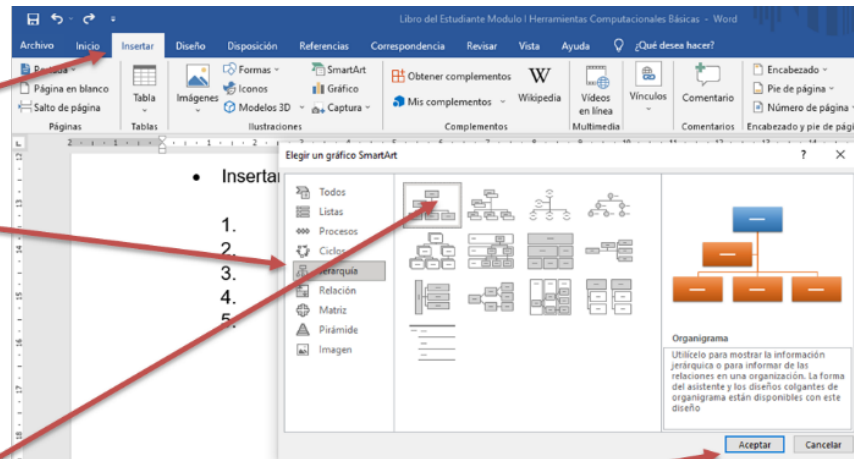 Libro del Estudiante Modulo I Herramientas Computacionales Básicas - Word
Archivo Inicio Insertar Diseño Disposición Referencias Correspondencia Revisar Vista Ayuda ¿Qué desea hacer?
Portada
Página en blanco
Salto de página
Páginas
Tabla
Tablas
Imágenes
Formas
Iconos
Modelos 3D
SmartArt
Gráfico
Captura
Ilustraciones
Obtener complementos
Mis complementos
W
Wikipedia
Complementos
Vídeos
en línea
Multimedia
Vínculos
Comentario
Comentarios
Encabezado
Pie de página
Número de página
Encabezado y pie de pági
• Insertar
1.
2.
3.
4.
5.
Elegir un gráfico SmartArt
Todos
Listas
Procesos
Ciclos
Jerarquía
Relación
Matriz
Pirámide
Imagen
Organigrama
Utilícelo para mostrar la información
jerárquica o para informar de las
relaciones en una organización. La forma
del asistente y los diseños colgantes de
organigrama están disponibles con este
diseño
Aceptar Cancelar